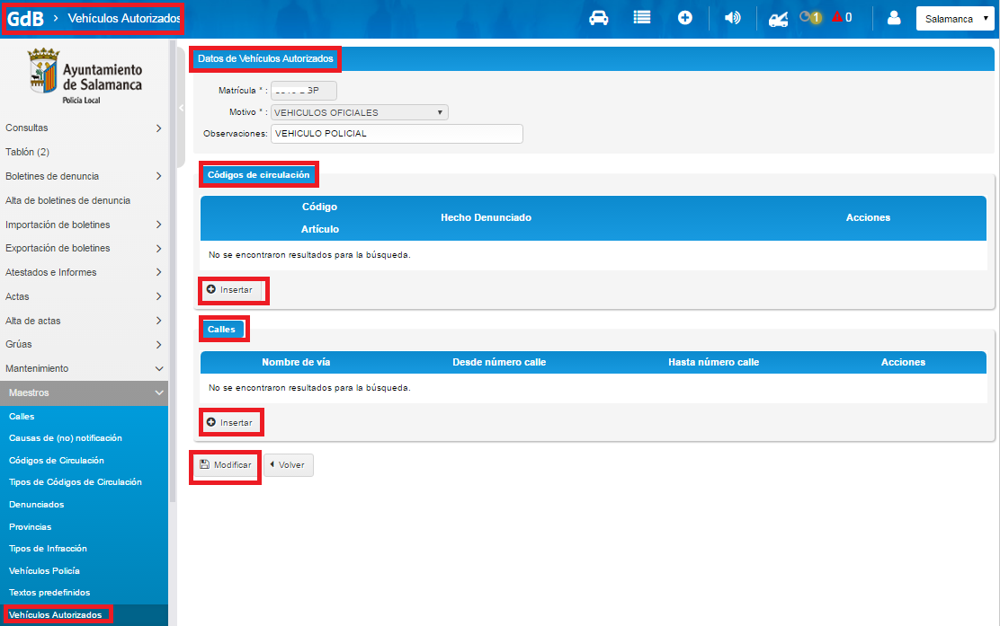 GdB > Vehículos Autorizados
1 0
Salamanca
Ayuntamiento
de Salamanca
Policía Local
Consultas
Tablón (2)
Boletines de denuncia
Alta de boletines de denuncia
Importación de boletines
Exportación de boletines
Atestados e Informes
Actas
Alta de actas
Grúas
Mantenimiento
Maestros
Calles
Causas de (no) notificación
Códigos de Circulación
Tipos de Códigos de Circulación
Denunciados
Provincias
Tipos de Infracción
Vehículos Policía
Textos predefinidos
Vehículos Autorizados
Datos de Vehículos Autorizados
Matrícula * :
Motivo * : VEHICULOS OFICIALES
Observaciones: VEHICULO POLICIAL
Códigos de circulación
Código
Artículo
Hecho Denunciado
Acciones
No se encontraron resultados para la búsqueda.
Insertar
Calles
Nombre de vía Desde número calle Hasta número calle Acciones
No se encontraron resultados para la búsqueda.
Insertar
Modificar Volver